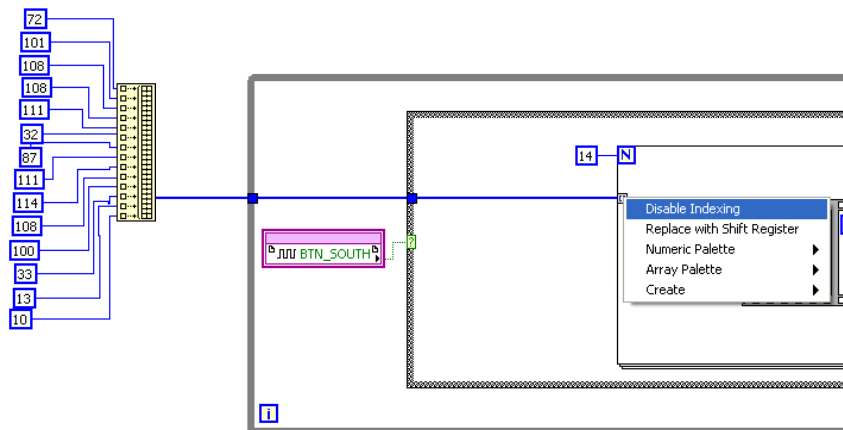 72
101
108
108
111
32
87
111
114
108
100
33
13
10
BTN_SOUTH
?
14
N
Disable Indexing
Replace with Shift Register
Numeric Palette
Array Palette
Create
i